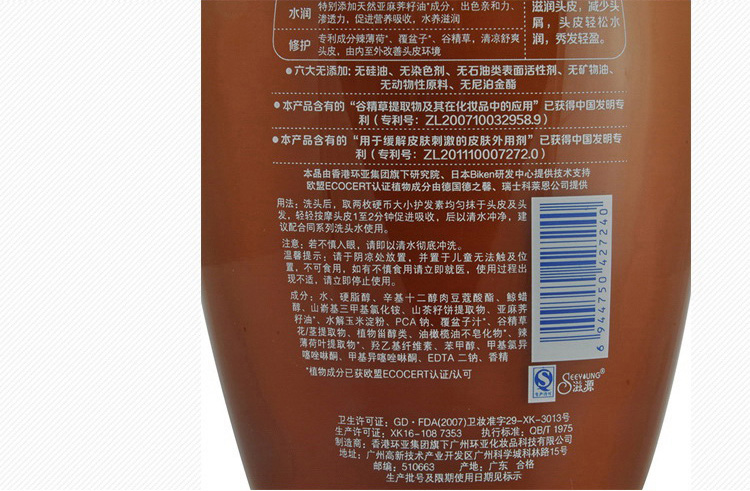 特别添加天然亚麻荠籽油*成分，出色亲和力、
水润 渗透力，促进营养吸收，水养滋润
滋润头皮，减少头
屑，头皮轻松水
润，秀发轻盈。
修护 专利成分辣薄荷*、覆盆子*、谷精草，清凉舒爽
头皮，由内至外改善头皮环境
●六大无添加: 无硅油、无染色剂、无石油类表面活性剂、无矿物油、
无动物性原料、无尼泊金酯
●本产品含有的“谷精草提取物及其在化妆品中的应用”已获得中国发明专
利（专利号：ZL200710032958.9）
●本产品含有的“用于缓解皮肤刺激的皮肤外用剂”已获得中国发明专
利（专利号：ZL201110007272.0）
本品由香港环亚集团旗下研究院、日本Biken研发中心提供技术支持
欧盟ECOCERT认证植物成分由德国德之馨、瑞士科莱恩公司提供
用法：洗头后，取两枚硬币大小护发素均匀抹于头皮及头
发，轻轻按摩头皮1至2分钟促进吸收，后以清水冲净，建
议配合同系列洗头水使用。
注意：若不慎入眼，请即以清水彻底冲洗。
温馨提示：请于阴凉处放置，并置于儿童无法触及位
置，不可食用，如有不慎食用请立即就医，使用过程出
现不适，请立即停止使用。
成分：水、硬脂醇、辛基十二醇肉豆蔻酸酯、鲸蜡
醇、山嵛基三甲基氯化铵、山茶籽饼提取物、亚麻荠
籽油*、水解玉米淀粉、PCA 钠、覆盆子汁*、谷精草
花/茎提取物、植物甾醇类、油橄榄油不皂化物*、辣
薄荷叶提取物*、羟乙基纤维素、苯甲醇、甲基氯异
噻唑啉酮、甲基异噻唑啉酮、EDTA 二钠、香精
*植物成分已获欧盟ECOCERT认证/认可
6 944750 427240
QS
SEEYOUNG®
滋源
卫生许可证：GD·FDA(2007)卫妆准字29-XK-3013号
生产许可证：XK16-108 7353 执行标准：QB/T 1975
制造商：香港环亚集团旗下广州环亚化妆品科技有限公司
地址：广州高新技术产业开发区广州科学城科林路15号
邮编：510663 产地：广东 合格
生产批号及限期使用日期见标示